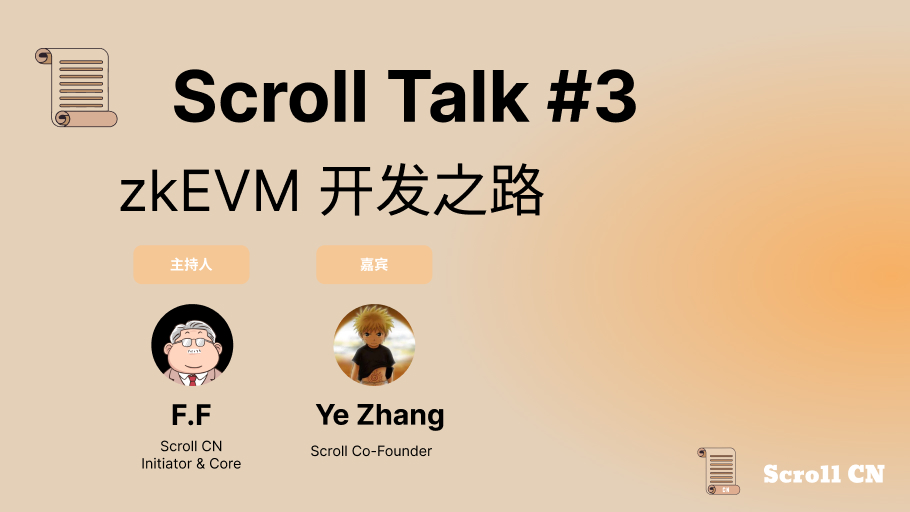 Scroll Talk #3
zkEVM 开发之路
主持人
嘉宾
F.F
Scroll CN
Initiator & Core
Ye Zhang
Scroll Co-Founder
Scroll CN